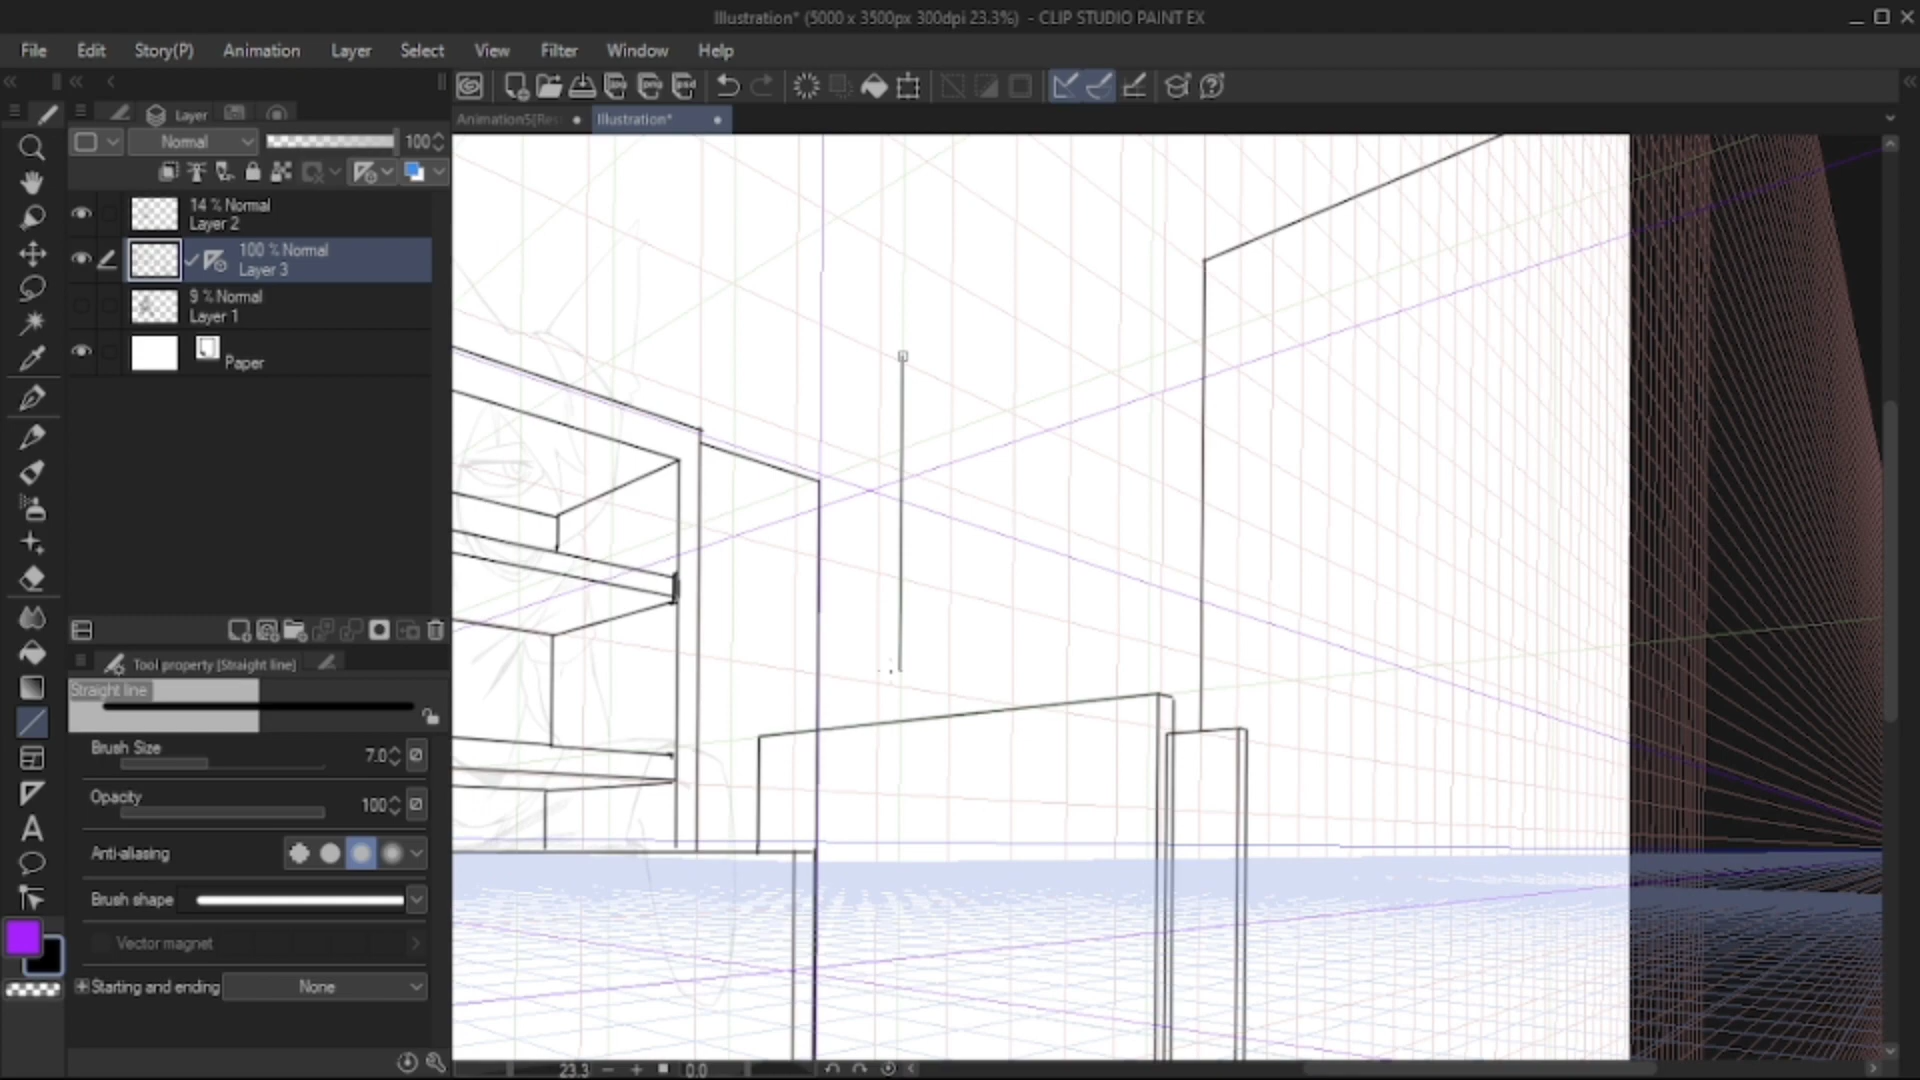 Illustration* (5000 x 3500px 300dpi 23.3%) - CLIP STUDIO PAINT EX
File Edit Story(P) Animation Layer Select View Filter Window Help
Illustration*
Layer
Normal 100
14 % Normal
Layer 2
100 % Normal
Layer 3
9 % Normal
Layer 1
Paper
Tool property [Straight line]
Straight line
Brush Size 7.0
Opacity 100
Anti-aliasing
Brush shape
Vector magnet
Starting and ending None
23.3 0.0